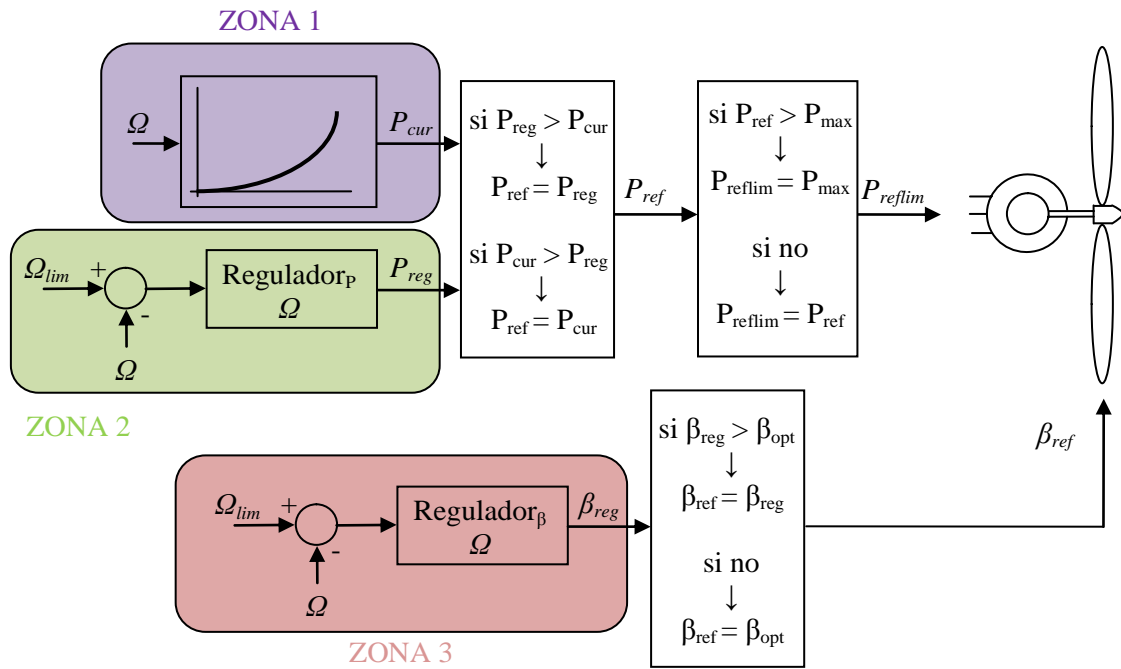 ZONA 1
Ω
P_cur
si P_reg > P_cur
↓
P_ref = P_reg
si P_cur > P_reg
↓
P_ref = P_cur
P_ref
si P_ref > P_max
↓
P_reflim = P_max
si no
↓
P_reflim = P_ref
P_reflim
Ω_lim
+
-
Ω
Regulador_P
Ω
P_reg
ZONA 2
Ω_lim
+
-
Ω
Regulador_β
Ω
β_reg
ZONA 3
si β_reg > β_opt
↓
β_ref = β_reg
si no
↓
β_ref = β_opt
β_ref